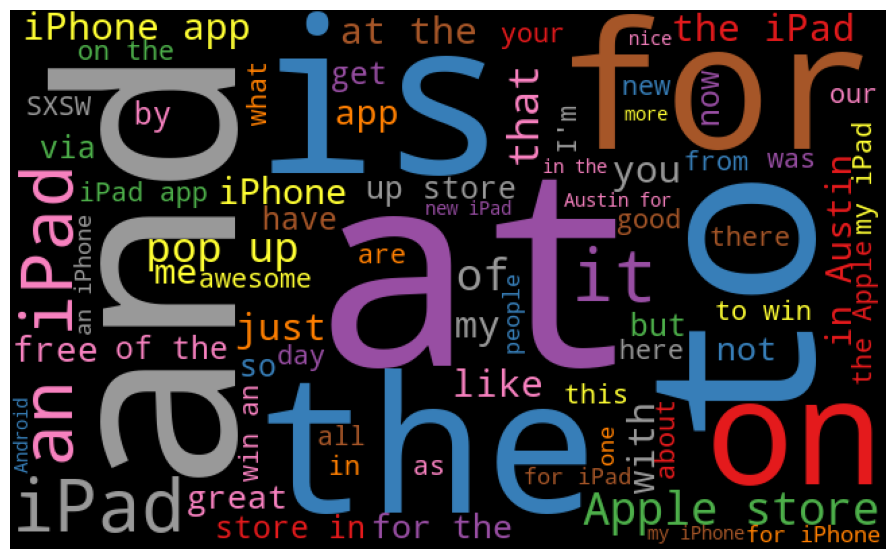 iPhone app
at the
your
nice
the iPad
on the
and
is
for
SXSW
by
what
get
app
that
I'm
new
more
now
our
via
iPad
iPad app
iPhone
up store
in the
you
from
was
my iPad
an iPhone
have
new iPad
Austin for
good
to
there
in Austin
pop up
me
awesome
are
at
of
it
people
to win
the Apple
free
of the
just
my
but
here
not
an
so
day
like
this
Android
win an
the
with
about
on
all
in
as
for iPad
one
iPad
great
store in
for the
Apple store
my iPhone
for iPhone